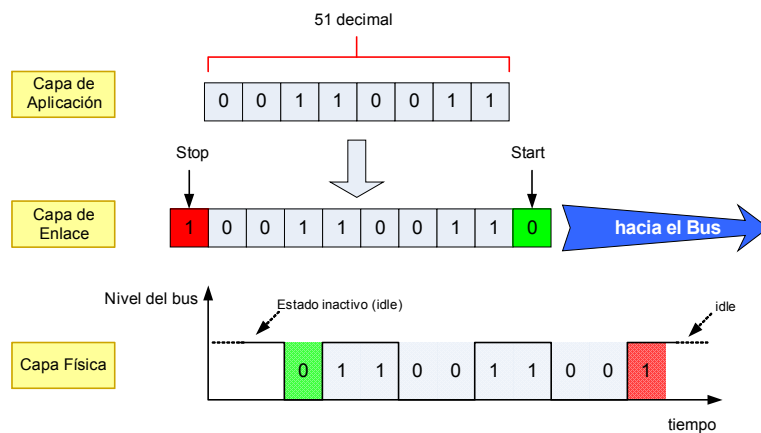 51 decimal
Capa de
Aplicación
0 0 1 1 0 0 1 1
Stop
Start
Capa de
Enlace
1 0 0 1 1 0 0 1 1 0
hacia el Bus
Nivel del bus
Estado inactivo (idle)
idle
Capa Física
0 1 1 0 0 1 1 0 0 1
tiempo